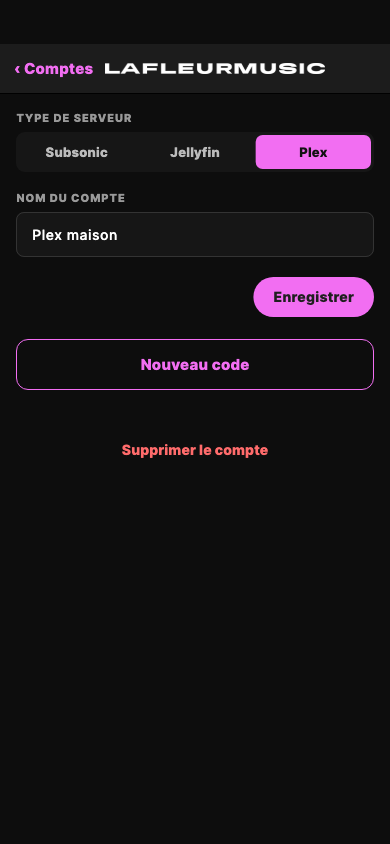 ‹ Comptes LAFLEURMUSIC
TYPE DE SERVEUR
Subsonic Jellyfin Plex
NOM DU COMPTE
Plex maison
Enregistrer
Nouveau code
Supprimer le compte